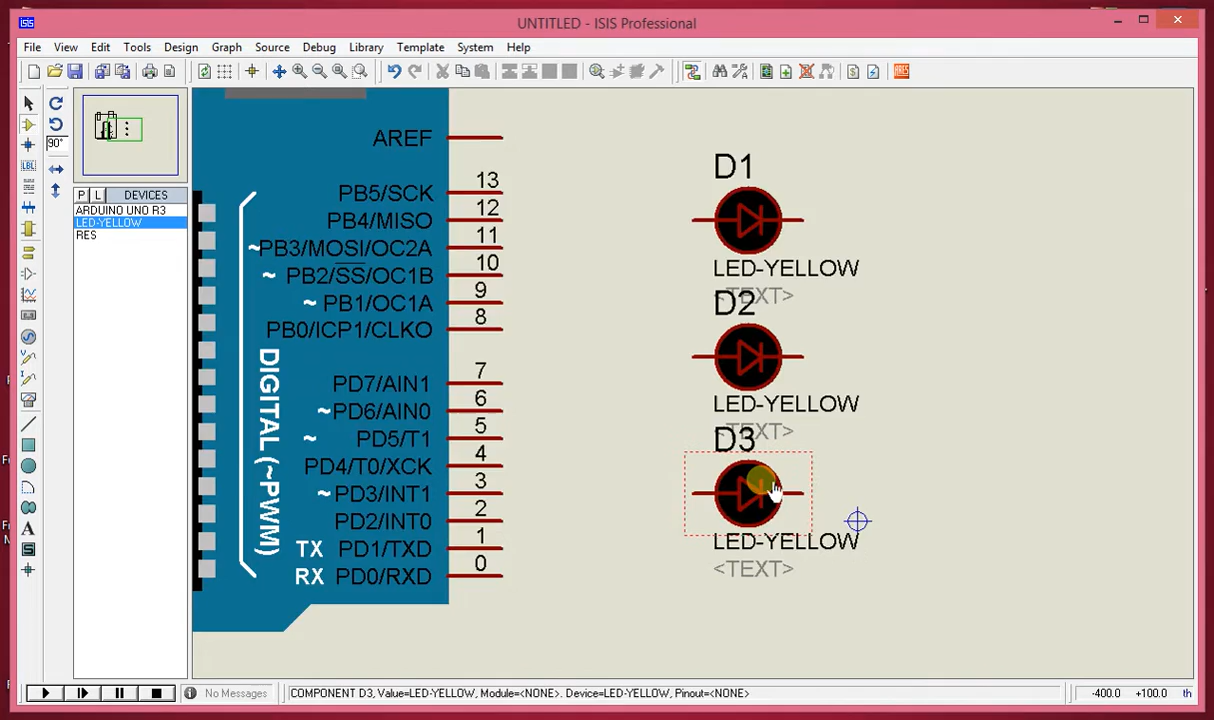 isis
UNTITLED - ISIS Professional
File View Edit Tools Design Graph Source Debug Library Template System Help
ARES
LBL
90°
P L DEVICES
ARDUINO UNO R3
LED-YELLOW
RES
AREF
PB5/SCK 13
PB4/MISO 12
~PB3/MOSI/OC2A 11
~ PB2/SS/OC1B 10
~ PB1/OC1A 9
PB0/ICP1/CLKO 8
PD7/AIN1 7
~PD6/AIN0 6
~ PD5/T1 5
PD4/T0/XCK 4
~PD3/INT1 3
PD2/INT0 2
TX PD1/TXD 1
RX PD0/RXD 0
DIGITAL (~PWM)
D1
LED-YELLOW
<TEXT>
D2
LED-YELLOW
<TEXT>
D3
LED-YELLOW
<TEXT>
No Messages
COMPONENT D3, Value=LED-YELLOW, Module=<NONE>. Device=LED-YELLOW, Pinout=<NONE>
-400.0 +100.0 th